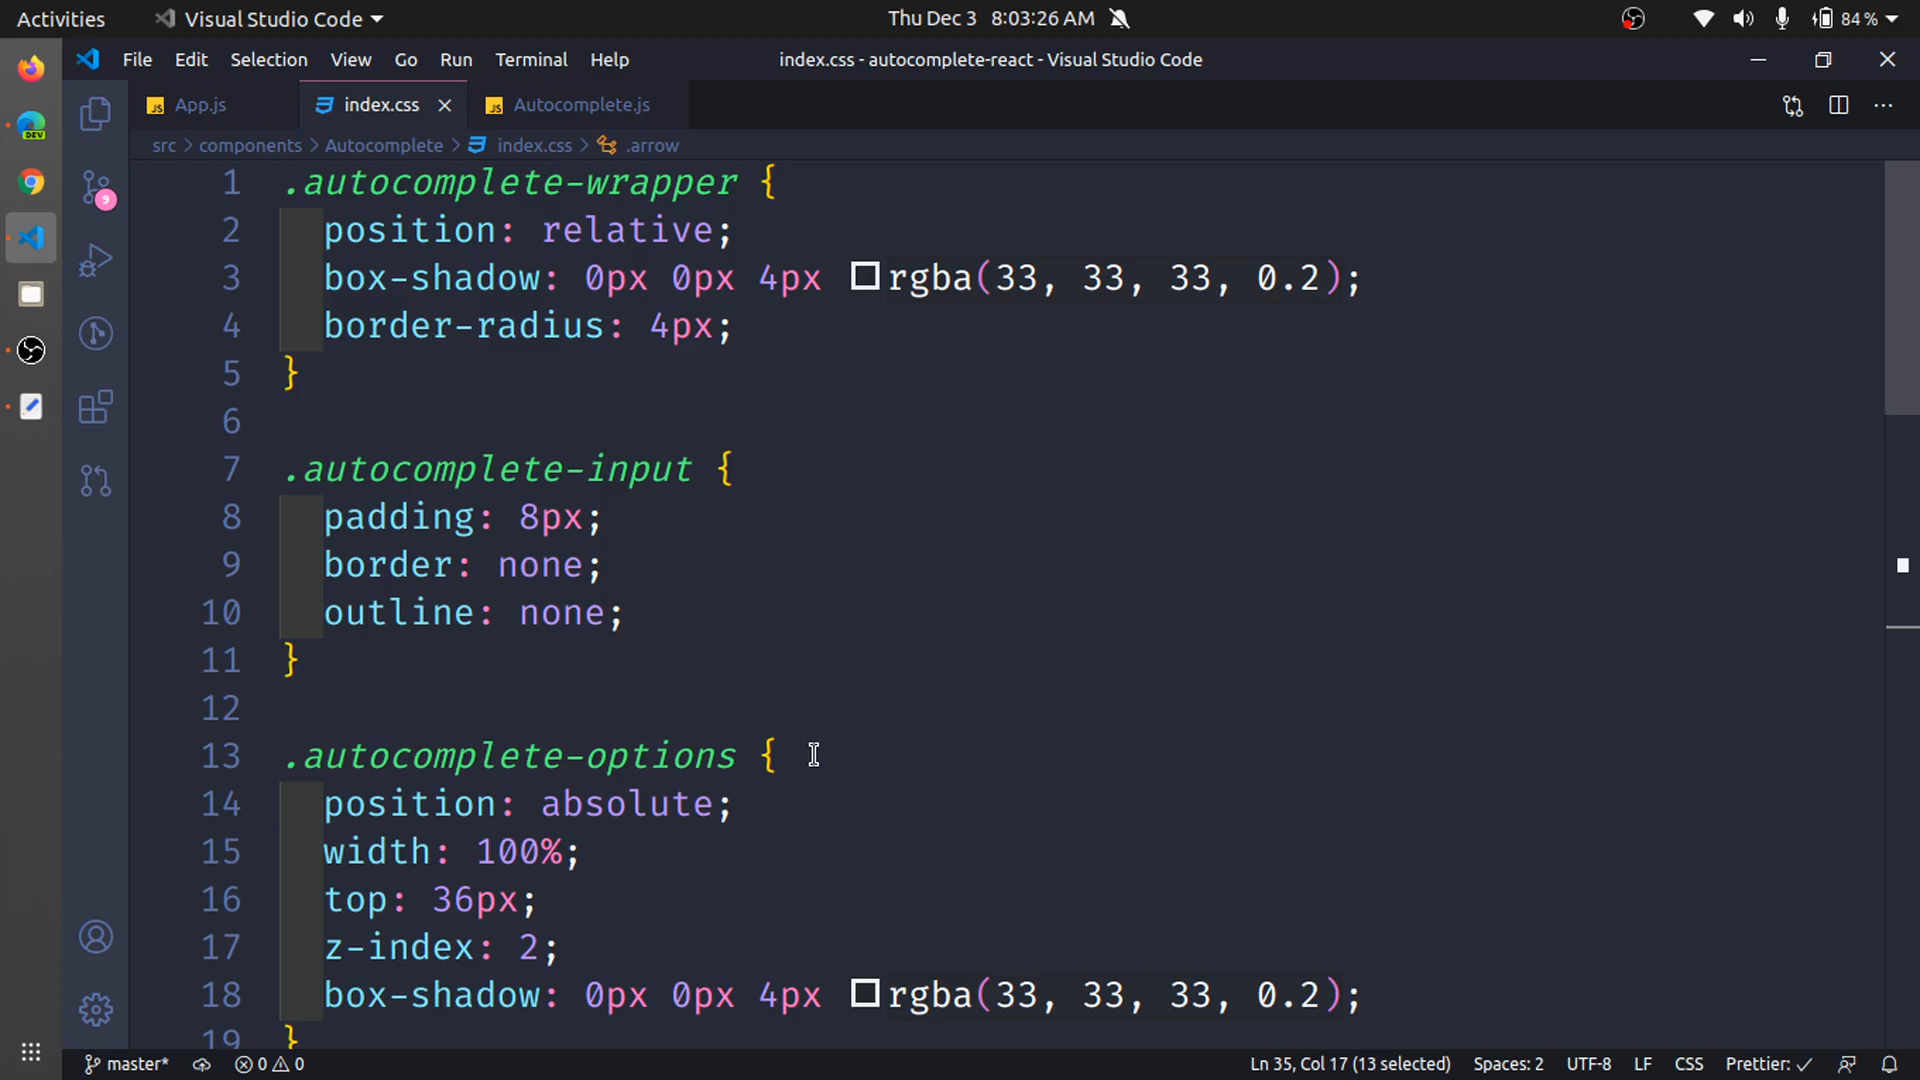 Activities Visual Studio Code Thu Dec 3 8:03:26 AM 84 %
File Edit Selection View Go Run Terminal Help index.css - autocomplete-react - Visual Studio Code
App.js index.css Autocomplete.js
DEV
src > components > Autocomplete > index.css > .arrow
1 .autocomplete-wrapper {
2 position: relative;
3 box-shadow: 0px 0px 4px rgba(33, 33, 33, 0.2);
4 border-radius: 4px;
5 }
6
7 .autocomplete-input {
8 padding: 8px;
9 border: none;
10 outline: none;
11 }
12
13 .autocomplete-options {
14 position: absolute;
15 width: 100%;
16 top: 36px;
17 z-index: 2;
18 box-shadow: 0px 0px 4px rgba(33, 33, 33, 0.2);
19 }
9
master* 0 0 Ln 35, Col 17 (13 selected) Spaces: 2 UTF-8 LF CSS Prettier: ✓